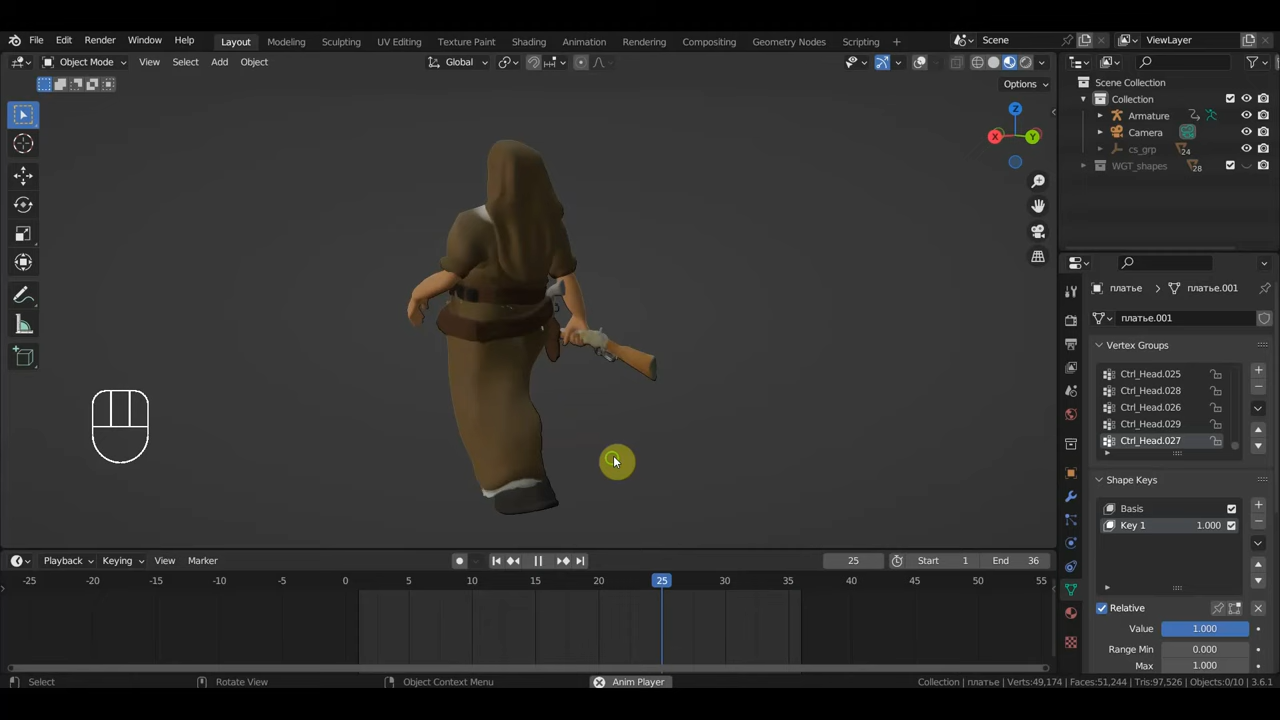 File Edit Render Window Help Layout Modeling Sculpting UV Editing Texture Paint Shading Animation Rendering Compositing Geometry Nodes Scripting + Scene ViewLayer
Object Mode View Select Add Object Global
Options
Z
X Y
Scene Collection
Collection
Armature
Camera
cs_grp 24
WGT_shapes 28
платье > платье.001
платье.001
Vertex Groups
Ctrl_Head.025
Ctrl_Head.028
Ctrl_Head.026
Ctrl_Head.029
Ctrl_Head.027
Shape Keys
Basis
Key 1 1.000
Relative
Value 1.000
Range Min 0.000
Max 1.000
Playback Keying View Marker 25 Start 1 End 36
-25 -20 -15 -10 -5 0 5 10 15 20 25 30 35 40 45 50 55
Select Rotate View Object Context Menu Anim Player Collection | платье | Verts:49,174 | Faces:51,244 | Tris:97,526 | Objects:0/10 | 3.6.1